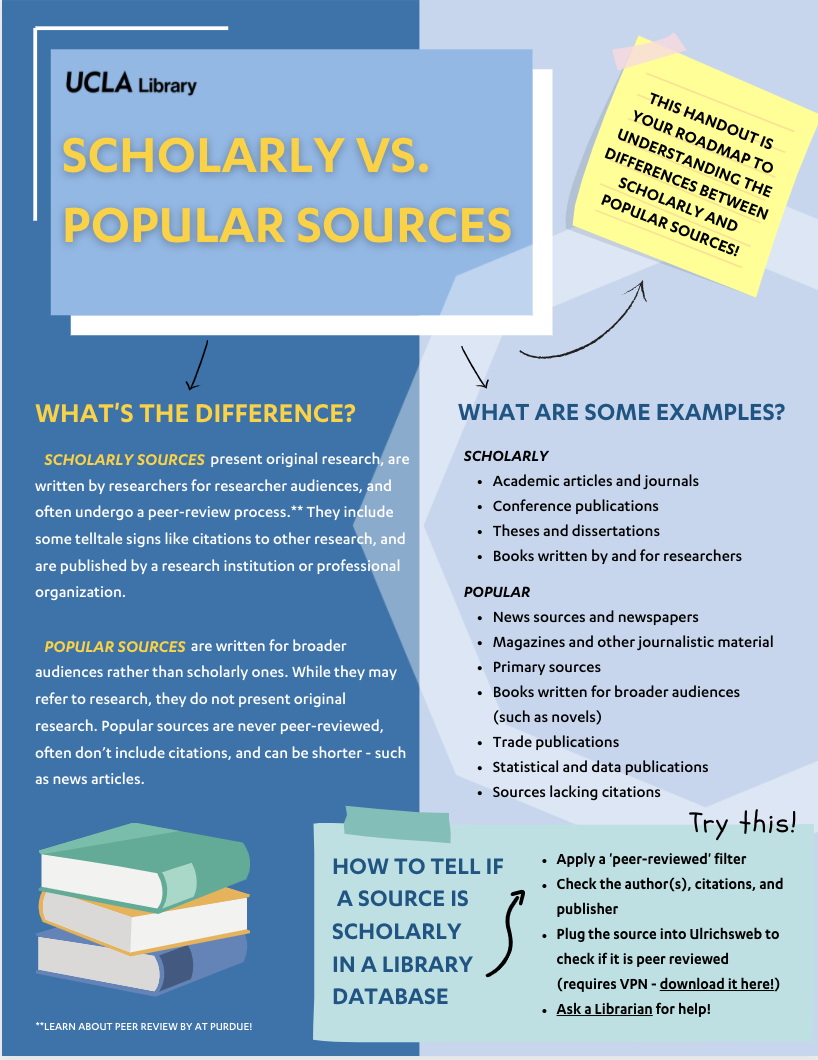 UCLA Library
SCHOLARLY VS.
POPULAR SOURCES
THIS HANDOUT IS
YOUR ROADMAP TO
UNDERSTANDING THE
DIFFERENCES BETWEEN
SCHOLARLY AND
POPULAR SOURCES!
WHAT'S THE DIFFERENCE?
SCHOLARLY SOURCES present original research, are
written by researchers for researcher audiences, and
often undergo a peer-review process.** They include
some telltale signs like citations to other research, and
are published by a research institution or professional
organization.
POPULAR SOURCES are written for broader
audiences rather than scholarly ones. While they may
refer to research, they do not present original
research. Popular sources are never peer-reviewed,
often don't include citations, and can be shorter - such
as news articles.
WHAT ARE SOME EXAMPLES?
SCHOLARLY
• Academic articles and journals
• Conference publications
• Theses and dissertations
• Books written by and for researchers
POPULAR
• News sources and newspapers
• Magazines and other journalistic material
• Primary sources
• Books written for broader audiences
(such as novels)
• Trade publications
• Statistical and data publications
• Sources lacking citations
HOW TO TELL IF
A SOURCE IS
SCHOLARLY
IN A LIBRARY
DATABASE
Try this!
• Apply a 'peer-reviewed' filter
• Check the author(s), citations, and
publisher
• Plug the source into Ulrichsweb to
check if it is peer reviewed
(requires VPN - download it here!)
• Ask a Librarian for help!
**LEARN ABOUT PEER REVIEW BY AT PURDUE!